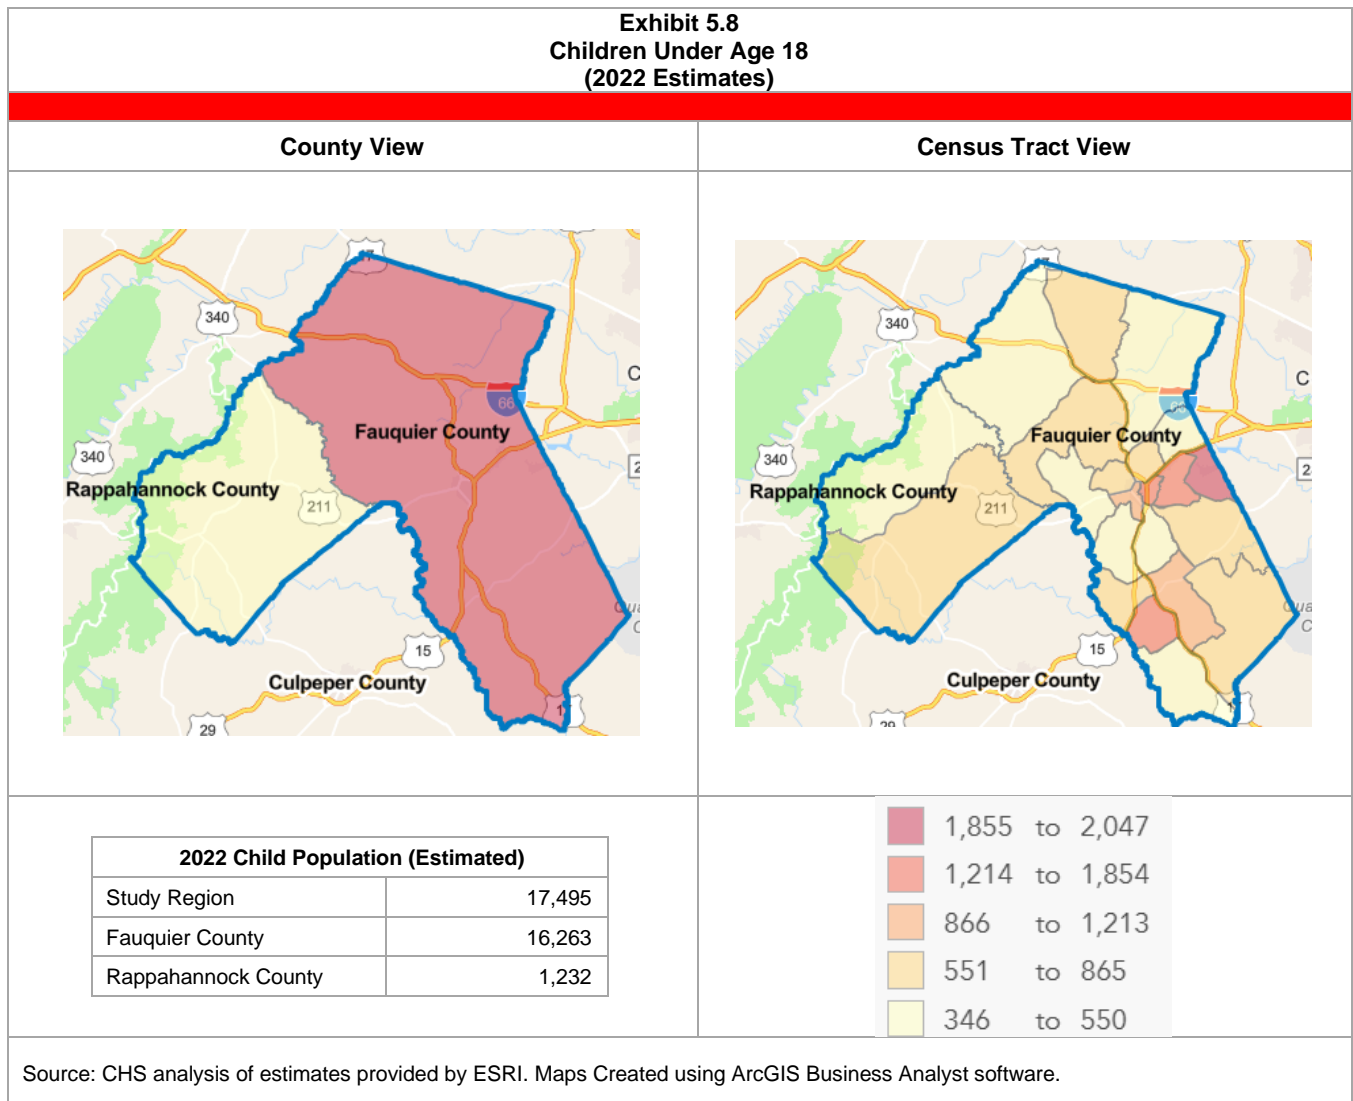 Exhibit 5.8
Children Under Age 18
(2022 Estimates)
County View
Census Tract View
340
66
C
Fauquier County
340
2
Rappahannock County
211
15
Culpeper County
29
340
C
Fauquier County
340
2
Rappahannock County
211
15
Culpeper County
29
2022 Child Population (Estimated)
Study Region 17,495
Fauquier County 16,263
Rappahannock County 1,232
1,855 to 2,047
1,214 to 1,854
866 to 1,213
551 to 865
346 to 550
Source: CHS analysis of estimates provided by ESRI. Maps Created using ArcGIS Business Analyst software.